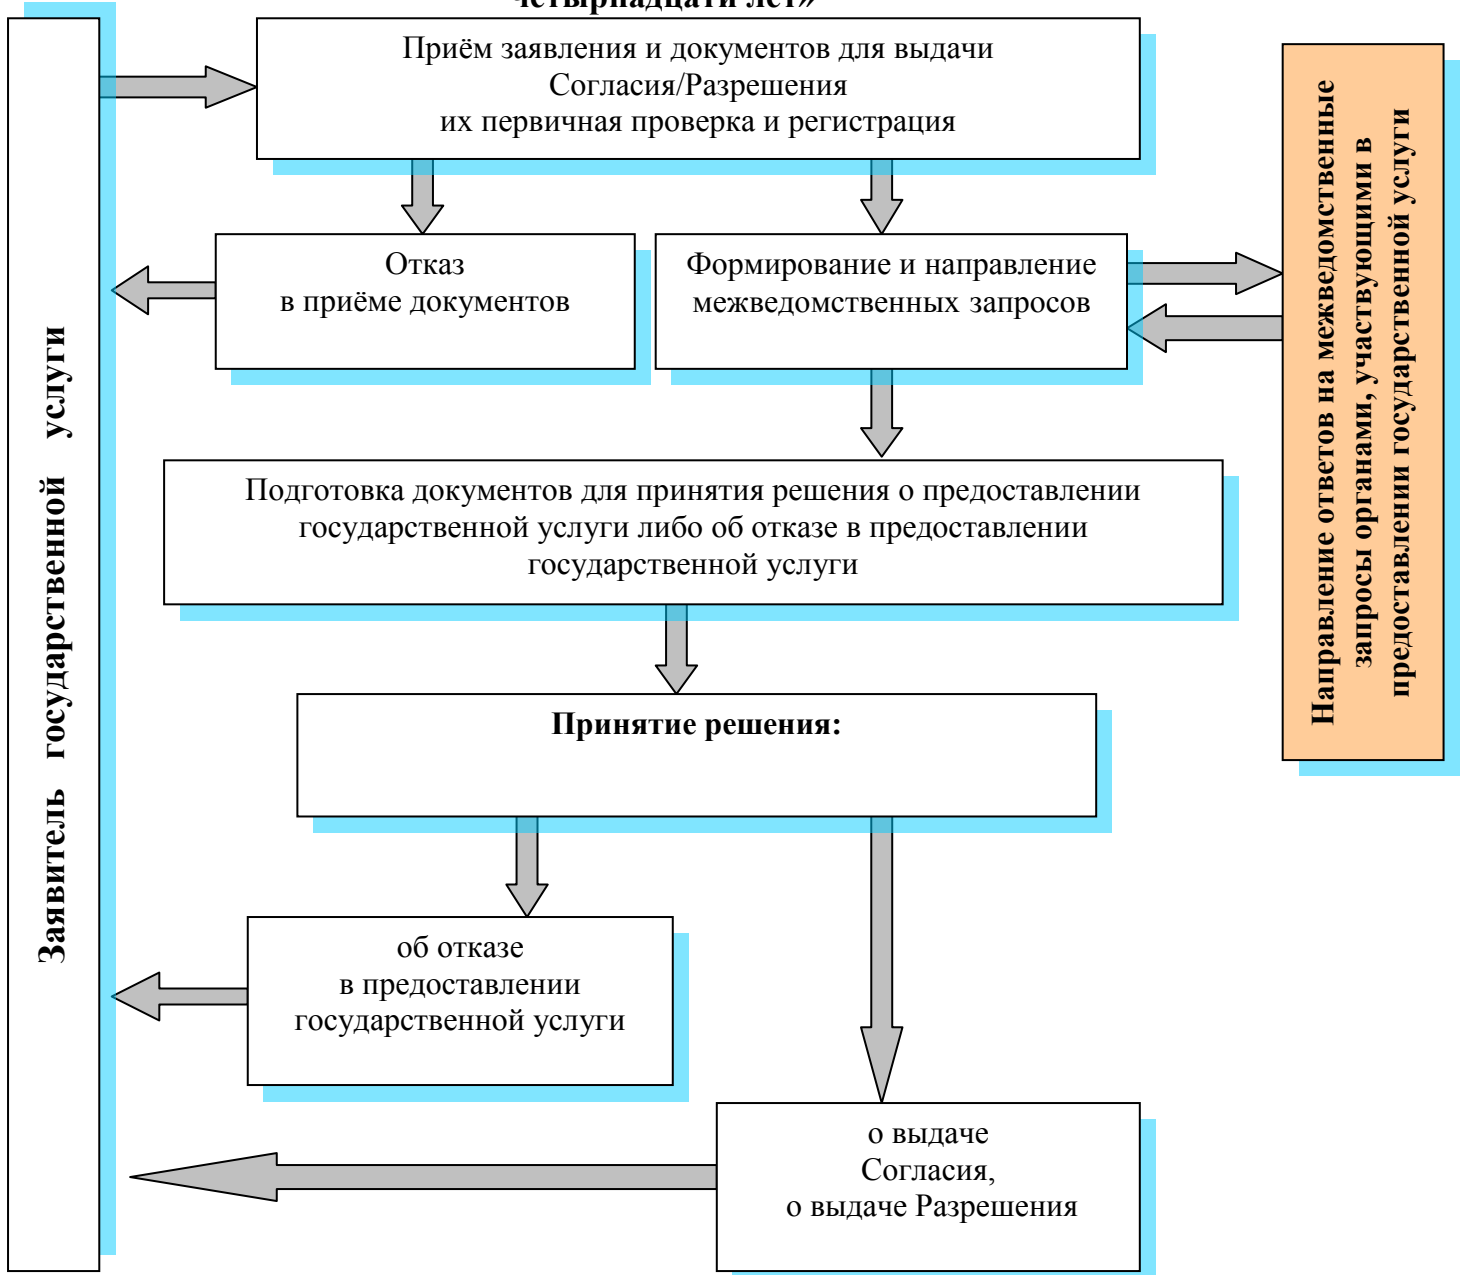 четырнадцати лет»
Приём заявления и документов для выдачи
Согласия/Разрешения
их первичная проверка и регистрация
Отказ
в приёме документов
Формирование и направление
межведомственных запросов
Направление ответов на межведомственные
запросы органами, участвующими в
предоставлении государственной услуги
Заявитель государственной услуги
Подготовка документов для принятия решения о предоставлении
государственной услуги либо об отказе в предоставлении
государственной услуги
Принятие решения:
об отказе
в предоставлении
государственной услуги
о выдаче
Согласия,
о выдаче Разрешения